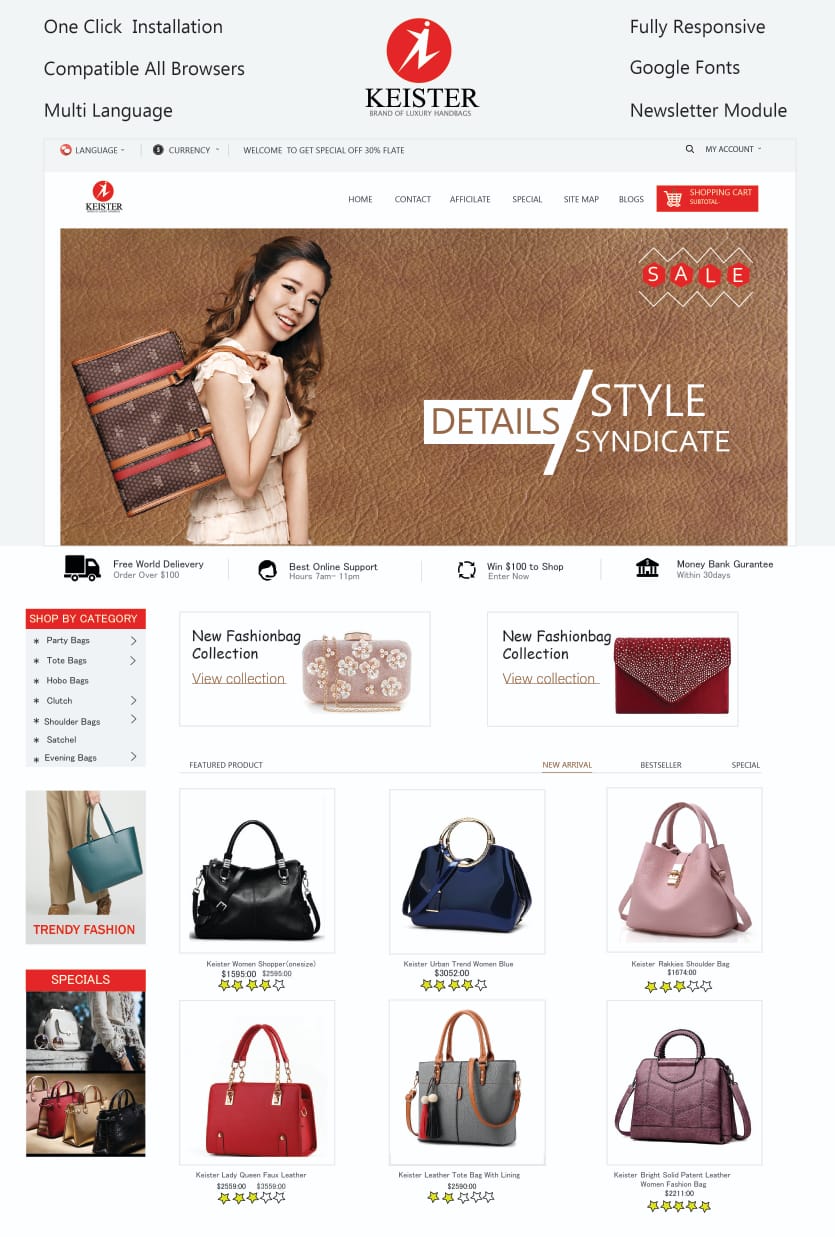 One Click Installation
Compatible All Browsers
Multi Language
KEISTER
BRAND OF LUXURY HANDBAGS
Fully Responsive
Google Fonts
Newsletter Module
LANGUAGE
$ CURRENCY
WELCOME TO GET SPECIAL OFF 30% FLATE
MY ACCOUNT
KEISTER
HOME CONTACT AFFICILATE SPECIAL SITE MAP BLOGS
SHOPPING CART
SUBTOTAL-
SALE
DETAILS
STYLE
SYNDICATE
Free World Delievery
Order Over $100
Best Online Support
Hours 7am- 11pm
Win $100 to Shop
Enter Now
Money Bank Gurantee
Within 30days
SHOP BY CATEGORY
* Party Bags
* Tote Bags
* Hobo Bags
* Clutch
* Shoulder Bags
* Satchel
* Evening Bags
New Fashionbag
Collection
View collection
New Fashionbag
Collection
View collection
FEATURED PRODUCT
NEW ARRIVAL
BESTSELLER
SPECIAL
TRENDY FASHION
SPECIALS
Keister Women Shopper(onesize)
$1595:00 $2595:00
Keister Urban Trend Women Blue
$3052:00
Keister Rakkies Shoulder Bag
$1674:00
Keister Lady Queen Faux Leather
$2559:00 $3559:00
Keister Leather Tote Bag With Lining
$2590:00
Keister Bright Solid Patent Leather
Women Fashion Bag
$2211:00